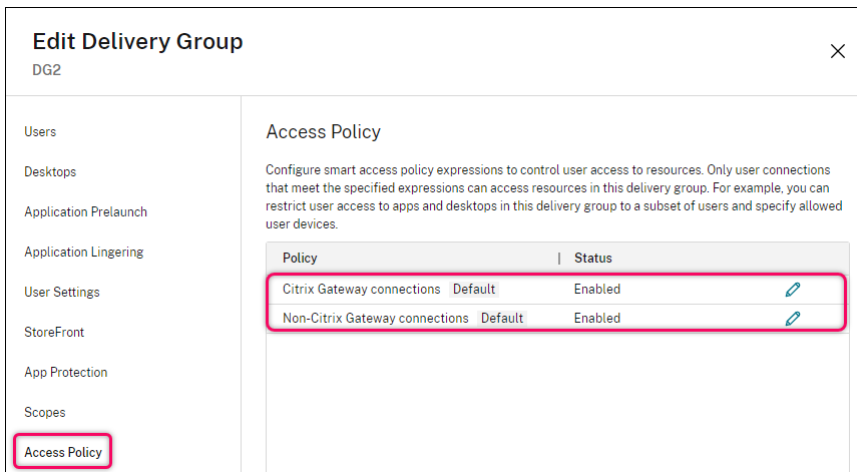 Edit Delivery Group
DG2
Users
Desktops
Application Prelaunch
Application Lingering
User Settings
StoreFront
App Protection
Scopes
Access Policy
Access Policy
Configure smart access policy expressions to control user access to resources. Only user connections
that meet the specified expressions can access resources in this delivery group. For example, you can
restrict user access to apps and desktops in this delivery group to a subset of users and specify allowed
user devices.
Policy | Status
Citrix Gateway connections Default Enabled
Non-Citrix Gateway connections Default Enabled